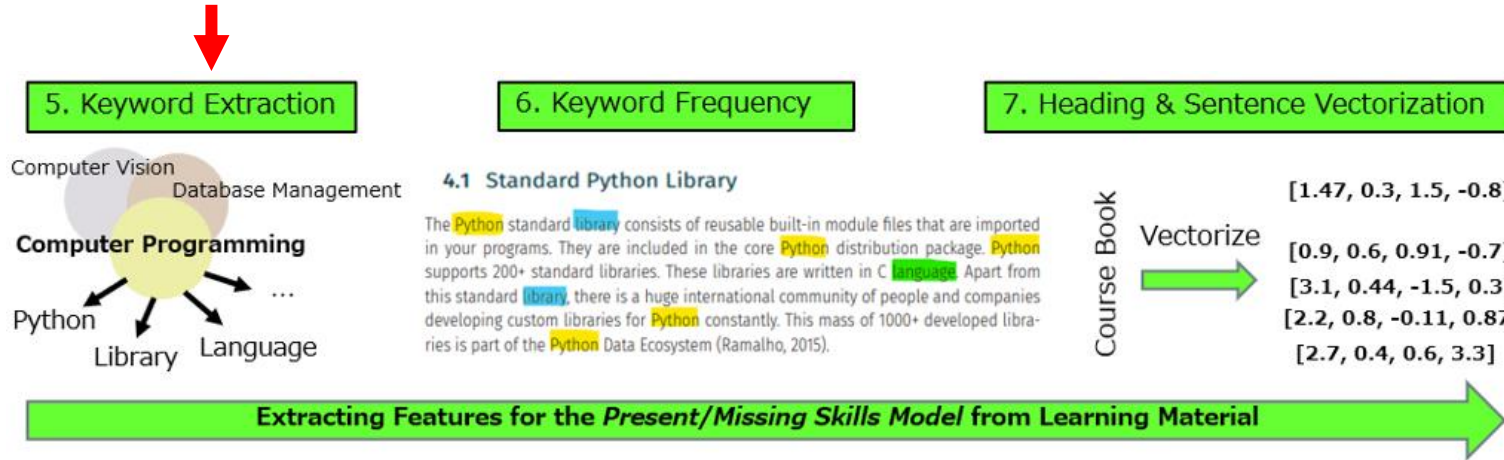 5. Keyword Extraction
6. Keyword Frequency
7. Heading & Sentence Vectorization
Computer Vision
Database Management
Computer Programming
...
Python
Library
Language
4.1 Standard Python Library
The Python standard library consists of reusable built-in module files that are imported
in your programs. They are included in the core Python distribution package. Python
supports 200+ standard libraries. These libraries are written in C language. Apart from
this standard library, there is a huge international community of people and companies
developing custom libraries for Python constantly. This mass of 1000+ developed libra-
ries is part of the Python Data Ecosystem (Ramalho, 2015).
Course Book
Vectorize
[1.47, 0.3, 1.5, -0.8]
[0.9, 0.6, 0.91, -0.7]
[3.1, 0.44, -1.5, 0.3
[2.2, 0.8, -0.11, 0.87
[2.7, 0.4, 0.6, 3.3]
Extracting Features for the Present/Missing Skills Model from Learning Material